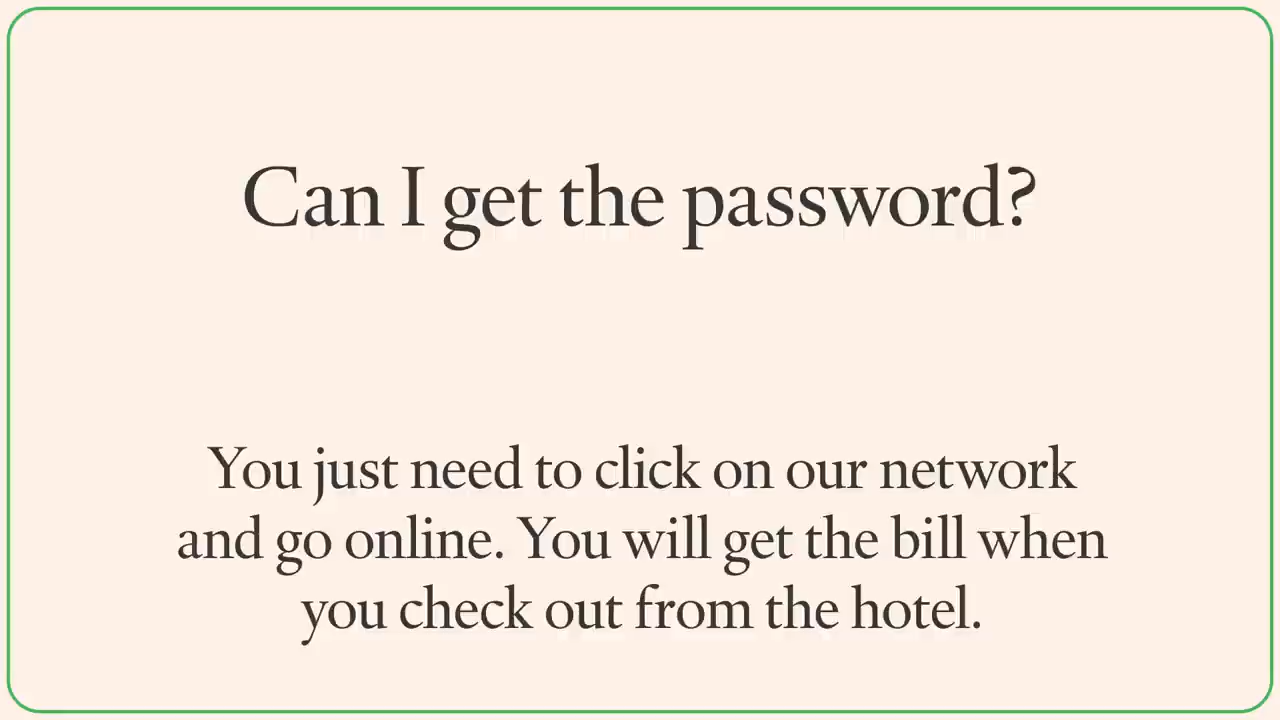 Can I get the password?
You just need to click on our network
and go online. You will get the bill when
you check out from the hotel.